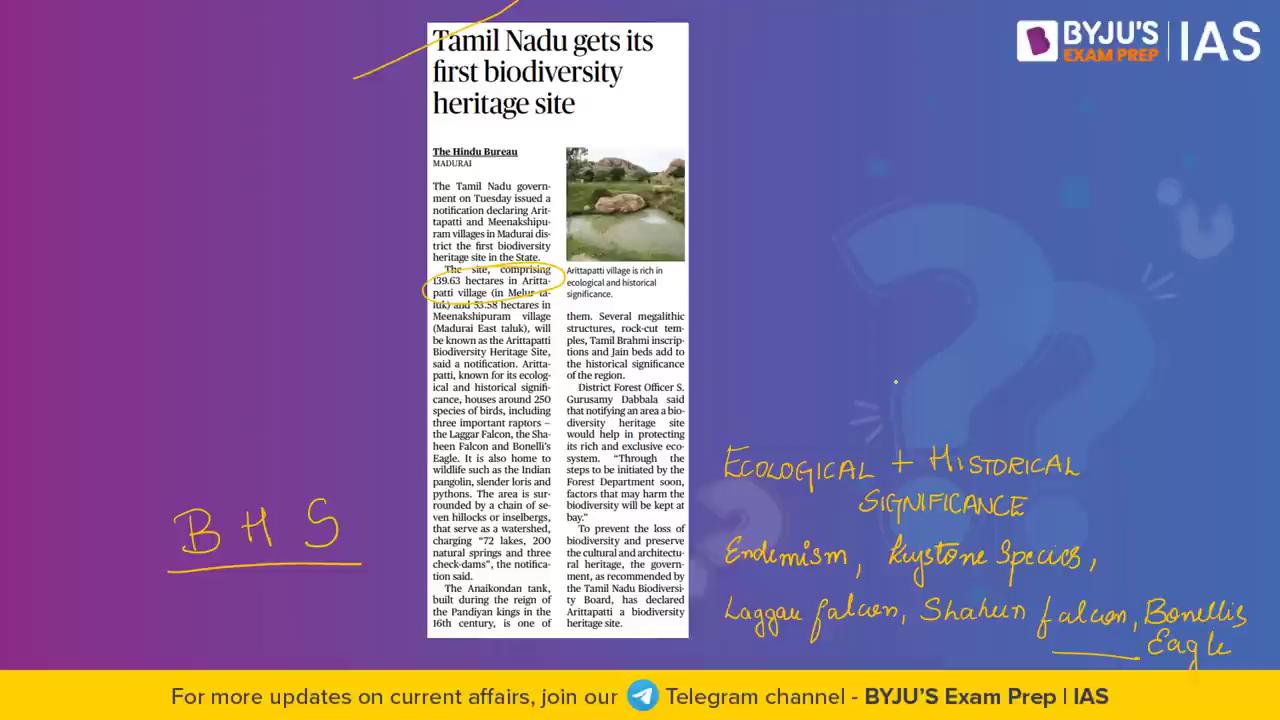 Tamil Nadu gets its
first biodiversity
heritage site
The Hindu Bureau
MADURAI
The Tamil Nadu govern-
ment on Tuesday issued a
notification declaring Arit-
tapatti and Meenakshipu-
ram villages in Madurai dis-
trict the first biodiversity
heritage site in the State.
The site, comprising
139.63 hectares in Aritta-
patti village (in Melur ta-
luk) and 53.58 hectares in
Meenakshipuram village
(Madurai East taluk), will
be known as the Arittapatti
Biodiversity Heritage Site,
said a notification. Aritta-
patti, known for its ecolog-
ical and historical signifi-
cance, houses around 250
species of birds, including
three important raptors –
the Laggar Falcon, the Sha-
heen Falcon and Bonelli's
Eagle. It is also home to
wildlife such as the Indian
pangolin, slender loris and
pythons. The area is sur-
rounded by a chain of se-
ven hillocks or inselbergs,
that serve as a watershed,
charging “72 lakes, 200
natural springs and three
check-dams”, the notifica-
tion said.
The Anaikondan tank,
built during the reign of
the Pandiyan kings in the
16th century, is one of
Arittapatti village is rich in
ecological and historical
significance.
them. Several megalithic
structures, rock-cut tem-
ples, Tamil Brahmi inscrip-
tions and Jain beds add to
the historical significance
of the region.
District Forest Officer S.
Gurusamy Dabbala said
that notifying an area a bio-
diversity heritage site
would help in protecting
its rich and exclusive eco-
system. “Through the
steps to be initiated by the
Forest Department soon,
factors that may harm the
biodiversity will be kept at
bay.”
To prevent the loss of
biodiversity and preserve
the cultural and architectu-
ral heritage, the govern-
ment, as recommended by
the Tamil Nadu Biodiversi-
ty Board, has declared
Arittapatti a biodiversity
heritage site.
BYJU'S
EXAM PREP
IAS
BHS
ECOLOGICAL + HISTORICAL
SIGNIFICANCE
Endemism, Keystone Species,
Laggau falcon, Shaheen falcon, Bonellis
Eagle
For more updates on current affairs, join our Telegram channel - BYJU'S Exam Prep | IAS